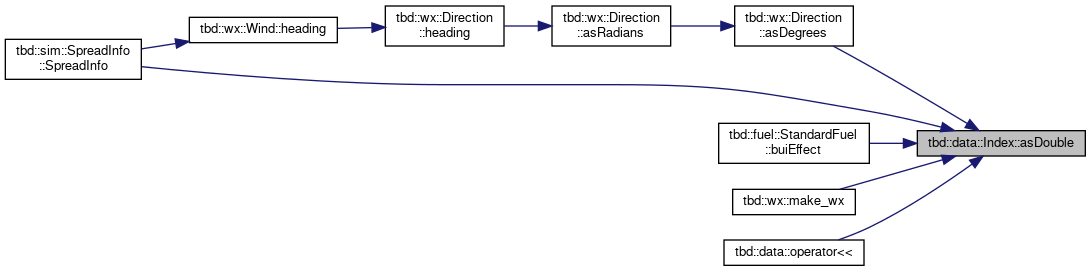 tbd::wx::Direction
::heading
tbd::wx::Direction
::asRadians
tbd::wx::Direction
::asDegrees
tbd::wx::Wind::heading
tbd::sim::SpreadInfo
::SpreadInfo
tbd::fuel::StandardFuel
::buiEffect
tbd::data::Index::asDouble
tbd::wx::make_wx
tbd::data::operator<<